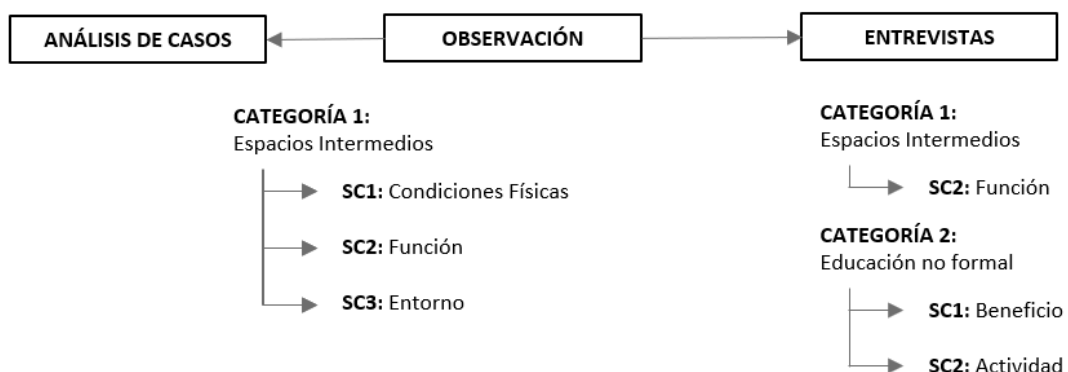 ANÁLISIS DE CASOS
OBSERVACIÓN
ENTREVISTAS
CATEGORÍA 1:
Espacios Intermedios
SC1: Condiciones Físicas
SC2: Función
SC3: Entorno
CATEGORÍA 1:
Espacios Intermedios
SC2: Función
CATEGORÍA 2:
Educación no formal
SC1: Beneficio
SC2: Actividad